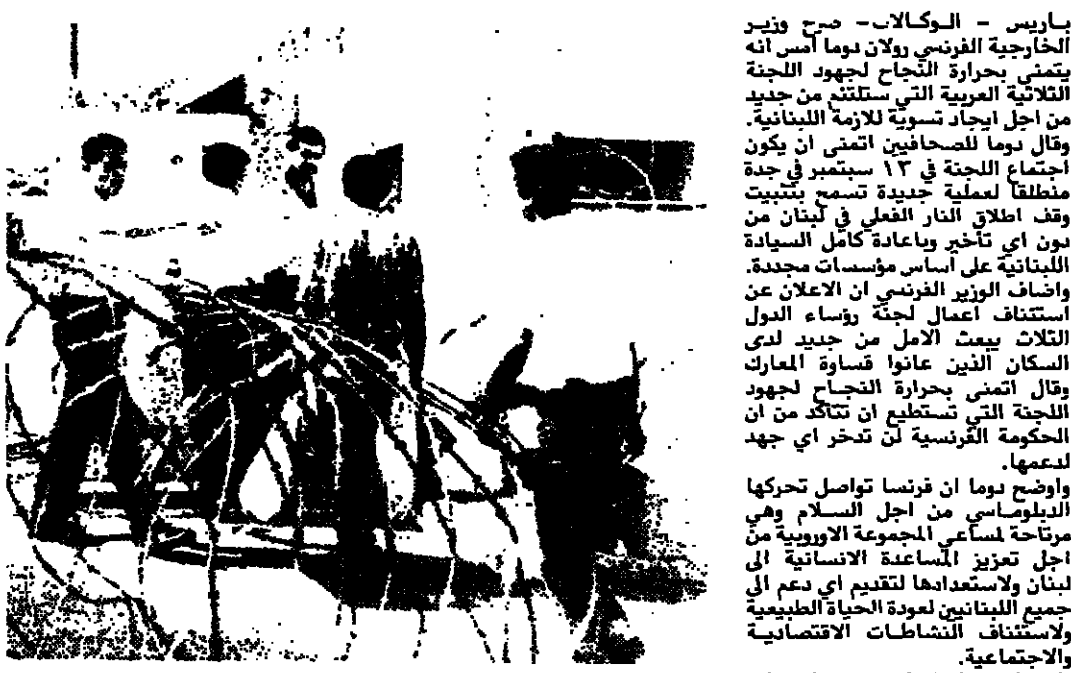 باريس - الوكالات - صرح وزير
الخارجية الفرنسي رولان دوما امس انه
يتمنى بحرارة النجاح لجهود اللجنة
الثلاثية العربية التي ستلتئم من جديد
من اجل ايجاد تسوية للازمة اللبنانية.
وقال دوما للصحافيين اتمنى ان يكون
اجتماع اللجنة في ١٣ سبتمبر في جدة
منطلقا لعملية جديدة تسمح بتثبيت
وقف اطلاق النار الفعلي في لبنان من
دون اي تأخير وباعادة كامل السيادة
اللبنانية على اساس مؤسسات مجددة.
واضاف الوزير الفرنسي ان الاعلان عن
استئناف اعمال لجنة رؤساء الدول
الثلاث يبعث الامل من جديد لدى
السكان الذين عانوا قساوة المعارك
وقال اتمنى بحرارة النجاح لجهود
اللجنة التي تستطيع ان تتأكد من ان
الحكومة الفرنسية لن تدخر اي جهد
لدعمها.
واوضح دوما ان فرنسا تواصل تحركها
الدبلوماسي من اجل السلام وهي
مرتاحة لمساعي المجموعة الاوروبية من
اجل تعزيز المساعدة الانسانية الى
لبنان ولاستعدادها لتقديم اي دعم الى
جميع اللبنانيين لعودة الحياة الطبيعية
ولاستئناف النشاطات الاقتصادية
والاجتماعية.